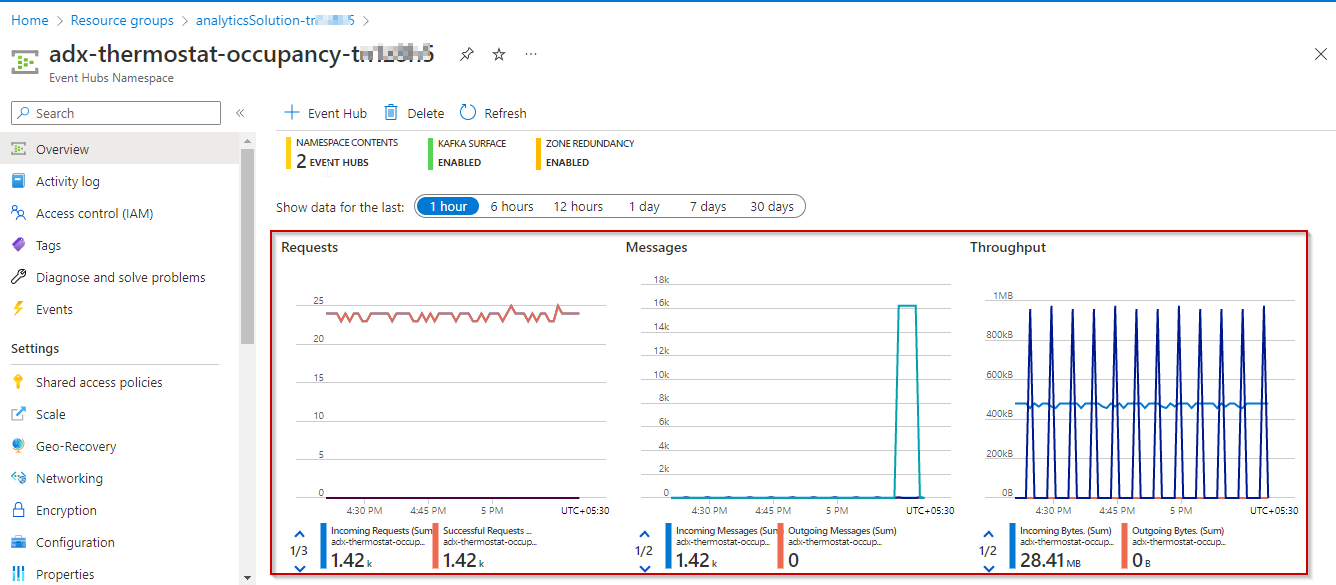 Home > Resource groups > analyticsSolution-
adx-thermostat-occupancy-
Event Hubs Namespace
Search
«
Overview
Activity log
Access control (IAM)
Tags
Diagnose and solve problems
Events
Settings
Shared access policies
Scale
Geo-Recovery
Networking
Encryption
Configuration
Properties
Event Hub Delete Refresh
NAMESPACE CONTENTS
2 EVENT HUBS
KAFKA SURFACE
ENABLED
ZONE REDUNDANCY
ENABLED
Show data for the last: 1 hour 6 hours 12 hours 1 day 7 days 30 days
Requests
25
20
15
10
5
0
4:30 PM 4:45 PM 5 PM UTC+05:30
1/3
Incoming Requests (Sum)
adx-thermostat-occup...
1.42 k
Successful Requests ...
adx-thermostat-occup...
1.42 k
Messages
18k
16k
14k
12k
10k
8k
6k
4k
2k
0
4:30 PM 4:45 PM 5 PM UTC+05:30
1/2
Incoming Messages (Sum)
adx-thermostat-occup...
1.42 k
Outgoing Messages (Sum)
adx-thermostat-occup...
0
Throughput
1MB
800kB
600kB
400kB
200kB
0B
4:30 PM 4:45 PM 5 PM UTC+05:30
1/2
Incoming Bytes. (Sum)
adx-thermostat-occup...
28.41 MB
Outgoing Bytes. (Sum)
adx-thermostat-occup...
0 B